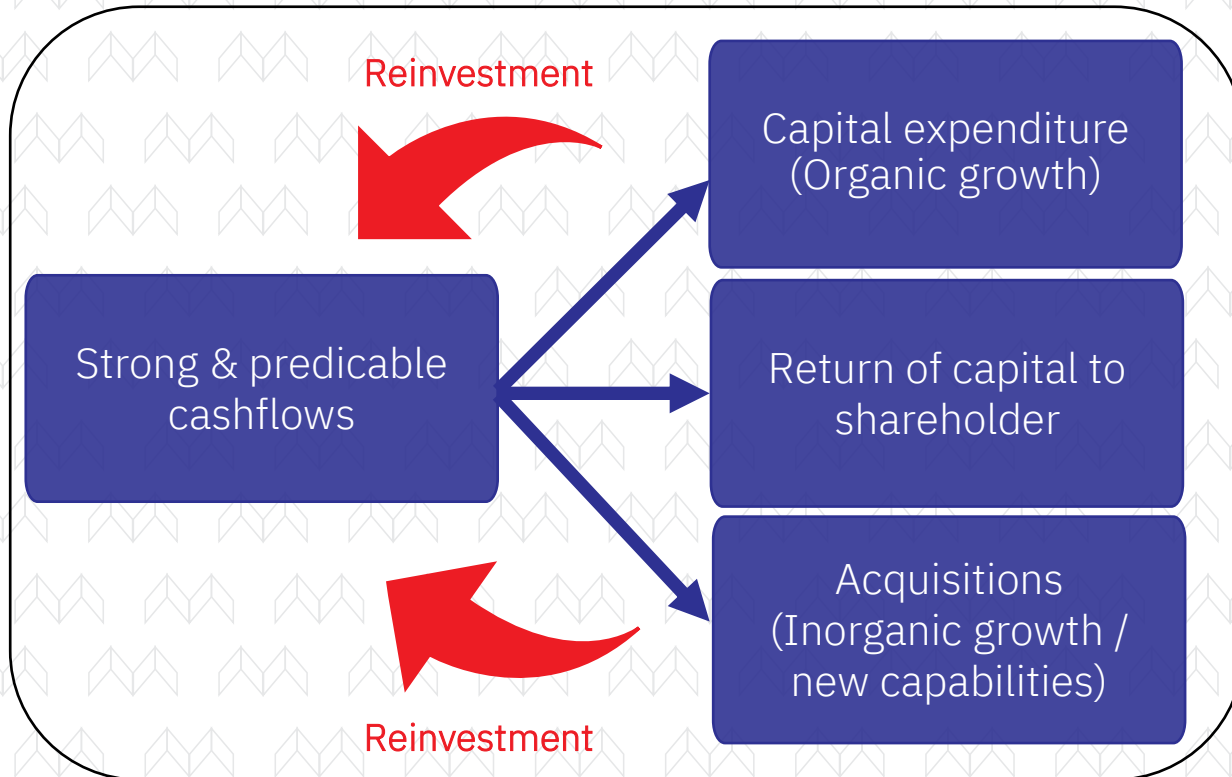 Reinvestment
Capital expenditure
(Organic growth)
Strong & predicable
cashflows
Return of capital to
shareholder
Acquisitions
(Inorganic growth /
new capabilities)
Reinvestment